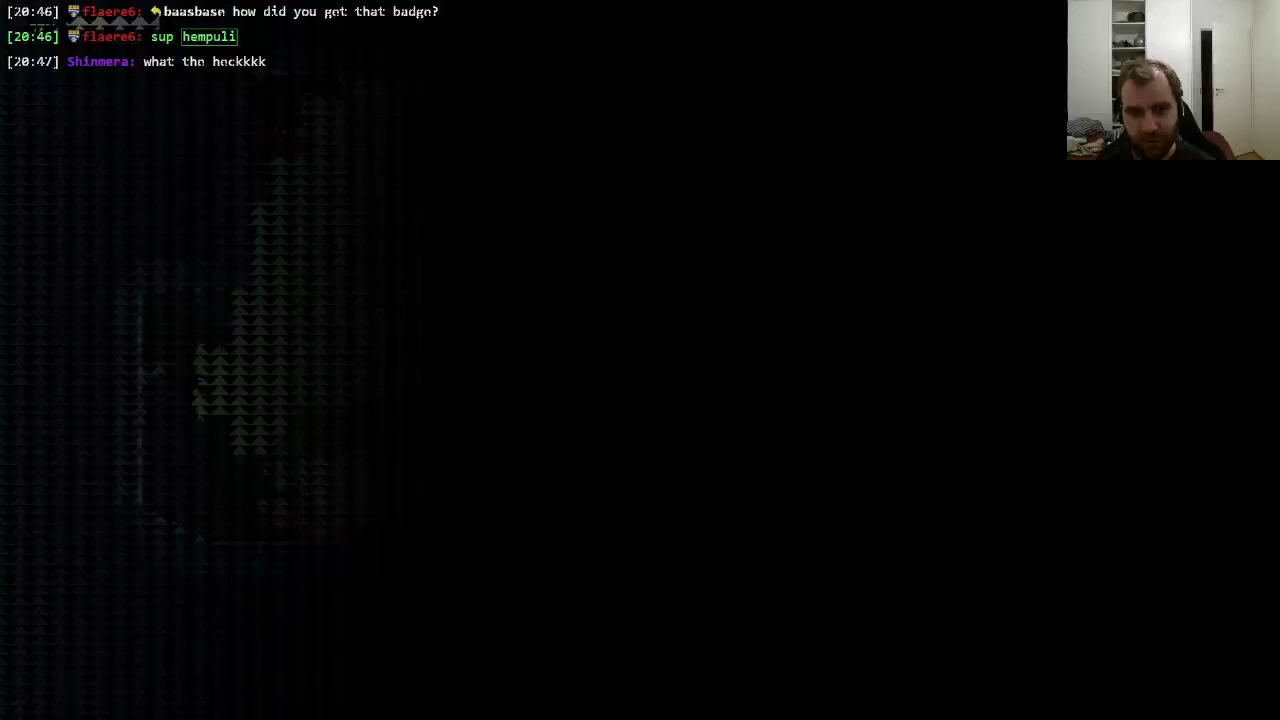 [20:46] flaere6: baasbase how did you get that badge?
[20:46] flaere6: sup hempuli
[20:47] Shinmera: what the heckkkk